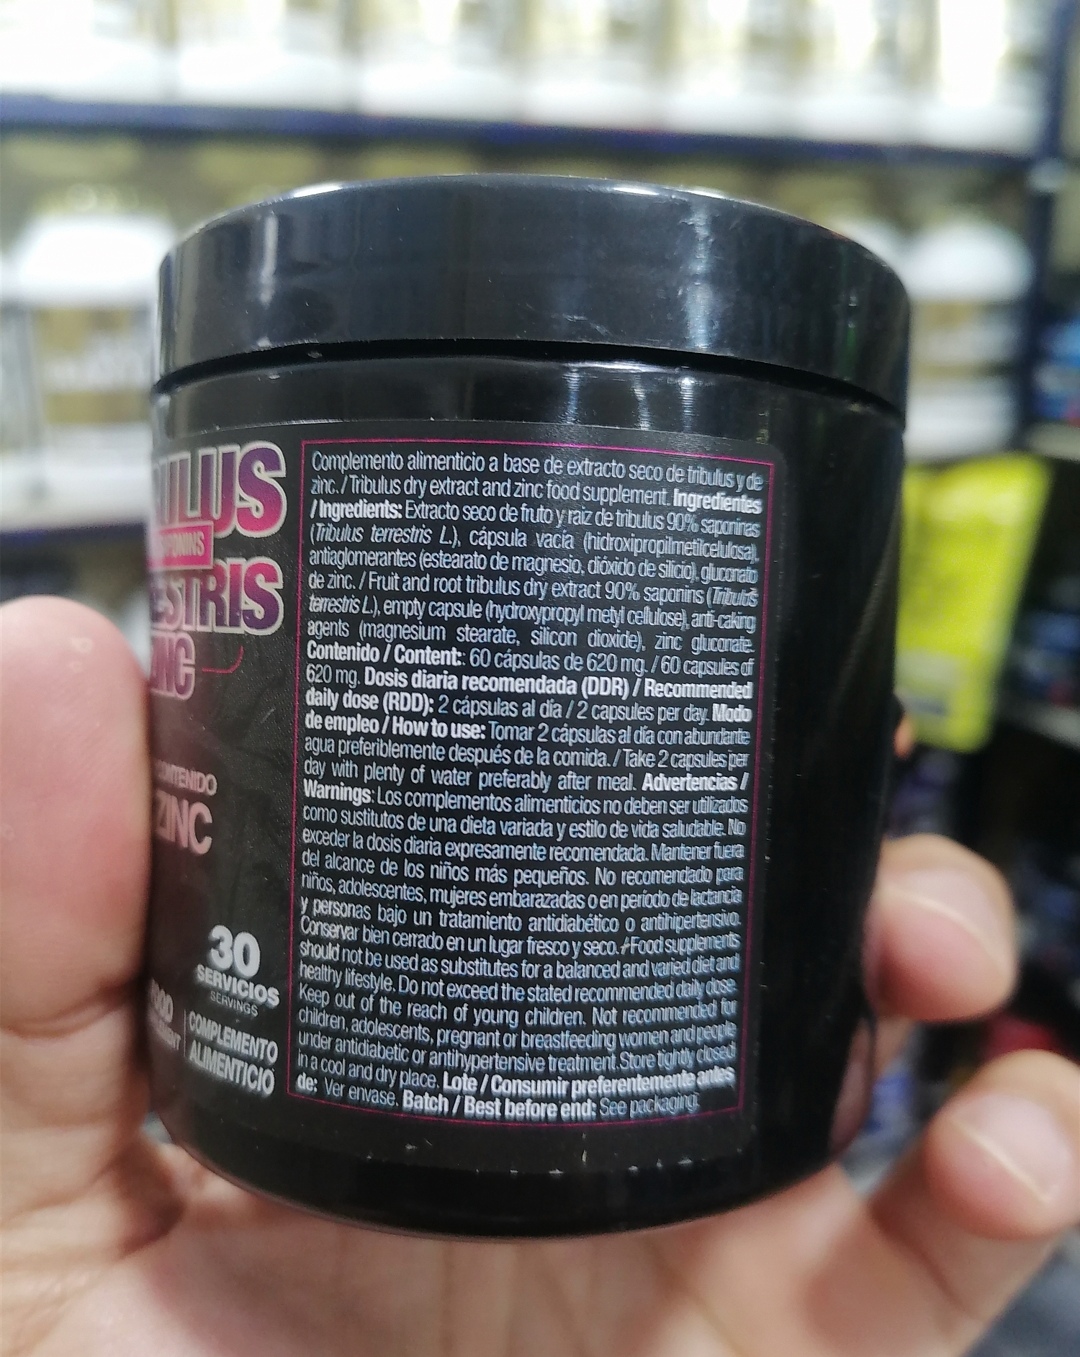 ULUS
ESTRIS
INC
CONTENIDO
ZINC
30
SERVICIOS
SERVINGS
COMPLEMENTO
ALIMENTICIO
Complemento alimenticio a base de extracto seco de tribulus y de
zinc. / Tribulus dry extract and zinc food supplement. Ingredientes
/ Ingredients: Extracto seco de fruto y raiz de tribulus 90% saponinas
(Tribulus terrestris L.), cápsula vacía (hidroxipropilmetilcelulosa),
antiaglomerantes (estearato de magnesio, dióxido de silicio), gluconato
de zinc. / Fruit and root tribulus dry extract 90% saponins (Tribulus
terrestris L.), empty capsule (hydroxypropyl metyl cellulose), anti-caking
agents (magnesium stearate, silicon dioxide), zinc gluconate.
Contenido / Content:: 60 cápsulas de 620 mg. / 60 capsules of
620 mg. Dosis diaria recomendada (DDR) / Recommended
daily dose (RDD): 2 cápsulas al día / 2 capsules per day. Modo
de empleo / How to use: Tomar 2 cápsulas al día con abundante
agua preferiblemente después de la comida. / Take 2 capsules per
day with plenty of water preferably after meal. Advertencias /
Warnings: Los complementos alimenticios no deben ser utilizados
como sustitutos de una dieta variada y estilo de vida saludable. No
exceder la dosis diaria expresamente recomendada. Mantener fuera
del alcance de los niños más pequeños. No recomendado para
niños, adolescentes, mujeres embarazadas o en periodo de lactancia
y personas bajo un tratamiento antidiabético o antihipertensivo.
Conservar bien cerrado en un lugar fresco y seco. / Food supplements
should not be used as substitutes for a balanced and varied diet and
healthy lifestyle. Do not exceed the stated recommended daily dose.
Keep out of the reach of young children. Not recommended for
children, adolescents, pregnant or breastfeeding women and people
under antidiabetic or antihypertensive treatment. Store tightly closed
in a cool and dry place. Lote / Consumir preferentemente antes
de: Ver envase. Batch / Best before end: See packaging.